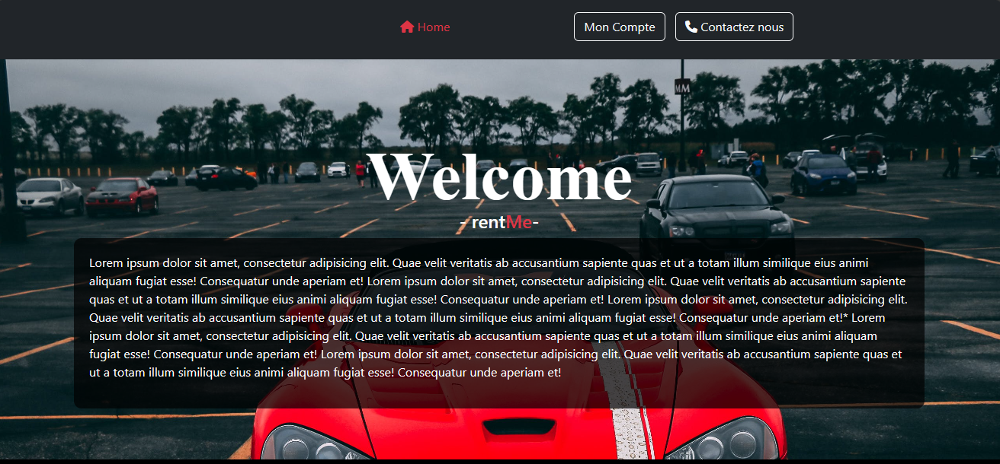 Home
Mon Compte
Contactez nous
MM
Welcome
- rentMe-
Lorem ipsum dolor sit amet, consectetur adipisicing elit. Quae velit veritatis ab accusantium sapiente quas et ut a totam illum similique eius animi
aliquam fugiat esse! Consequatur unde aperiam et! Lorem ipsum dolor sit amet, consectetur adipisicing elit. Quae velit veritatis ab accusantium sapiente
quas et ut a totam illum similique eius animi aliquam fugiat esse! Consequatur unde aperiam et! Lorem ipsum dolor sit amet, consectetur adipisicing elit.
Quae velit veritatis ab accusantium sapiente quas et ut a totam illum similique eius animi aliquam fugiat esse! Consequatur unde aperiam et!* Lorem
ipsum dolor sit amet, consectetur adipisicing elit. Quae velit veritatis ab accusantium sapiente quas et ut a totam illum similique eius animi aliquam
fugiat esse! Consequatur unde aperiam et! Lorem ipsum dolor sit amet, consectetur adipisicing elit. Quae velit veritatis ab accusantium sapiente quas et
ut a totam illum similique eius animi aliquam fugiat esse! Consequatur unde aperiam et!